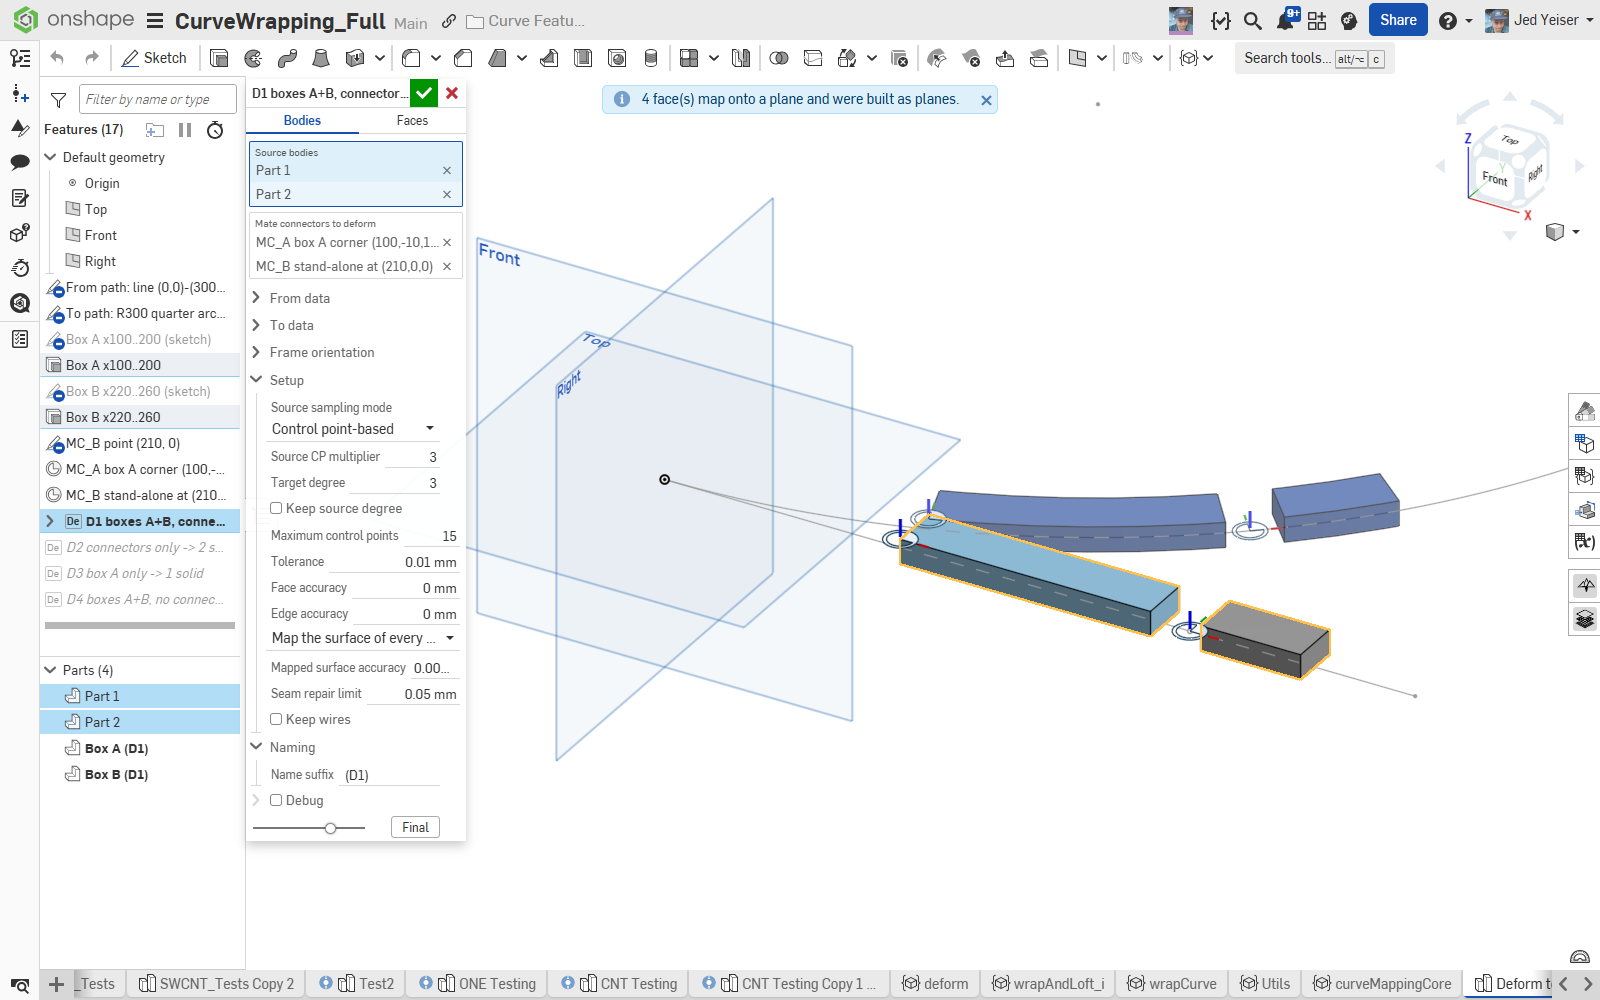 onshape
CurveWrapping_Full
Main
Curve Featu...
9+
Share
Jed Yeiser
Sketch
Search tools...
alt/⌥
c
Filter by name or type
Features (17)
Default geometry
Origin
Top
Front
Right
From path: line (0,0)-(300...
To path: R300 quarter arc...
Box A x100..200 (sketch)
Box A x100..200
Box B x220..260 (sketch)
Box B x220..260
MC_B point (210, 0)
MC_A box A corner (100,-...
MC_B stand-alone at (210...
De D1 boxes A+B, conne...
De D2 connectors only -> 2 s...
De D3 box A only -> 1 solid
De D4 boxes A+B, no connec...
Parts (4)
Part 1
Part 2
Box A (D1)
Box B (D1)
D1 boxes A+B, connector...
Bodies
Faces
Source bodies
Part 1
Part 2
Mate connectors to deform
MC_A box A corner (100,-10,1...
MC_B stand-alone at (210,0,0)
From data
To data
Frame orientation
Setup
Source sampling mode
Control point-based
Source CP multiplier 3
Target degree 3
Keep source degree
Maximum control points 15
Tolerance 0.01 mm
Face accuracy 0 mm
Edge accuracy 0 mm
Map the surface of every ...
Mapped surface accuracy 0.00...
Seam repair limit 0.05 mm
Keep wires
Naming
Name suffix (D1)
Debug
Final
4 face(s) map onto a plane and were built as planes.
Front
Top
Right
Z
Top
Y
Front
Right
X
_Tests
SWCNT_Tests Copy 2
Test2
ONE Testing
CNT Testing
CNT Testing Copy 1 ...
deform
wrapAndLoft_i
wrapCurve
Utils
curveMappingCore
Deform t